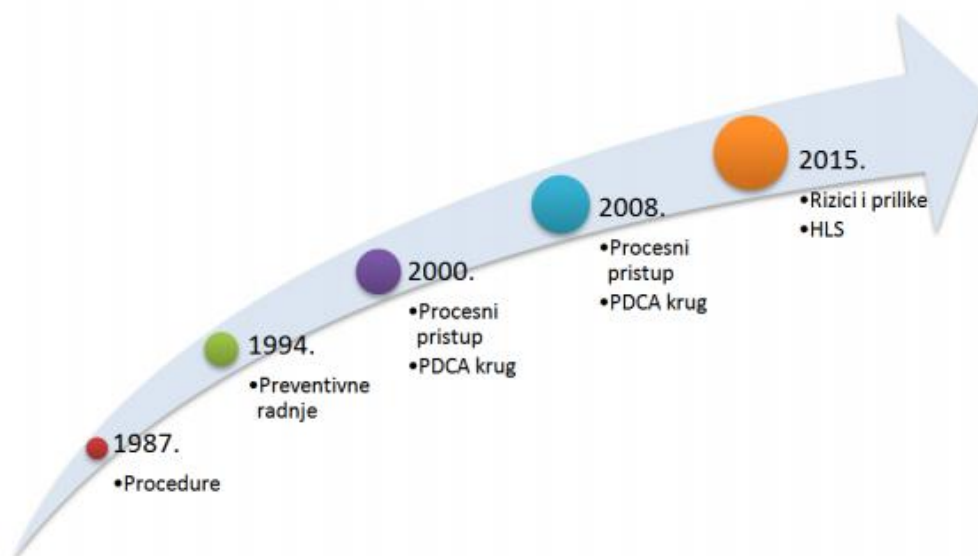 1987.
•Procedure
1994.
•Preventivne
radnje
2000.
•Procesni
pristup
•PDCA krug
2008.
•Procesni
pristup
•PDCA krug
2015.
•Rizici i prilike
•HLS